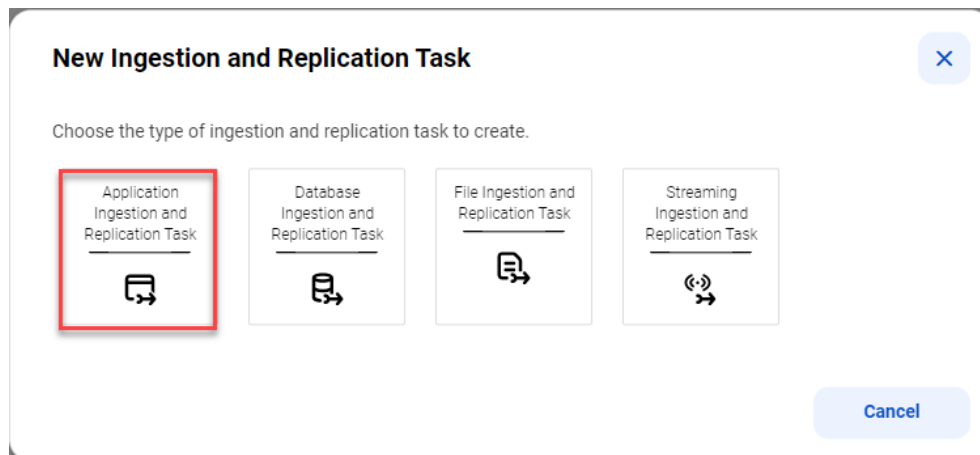 New Ingestion and Replication Task
Choose the type of ingestion and replication task to create.
Application
Ingestion and
Replication Task
Database
Ingestion and
Replication Task
File Ingestion and
Replication Task
Streaming
Ingestion and
Replication Task
Cancel